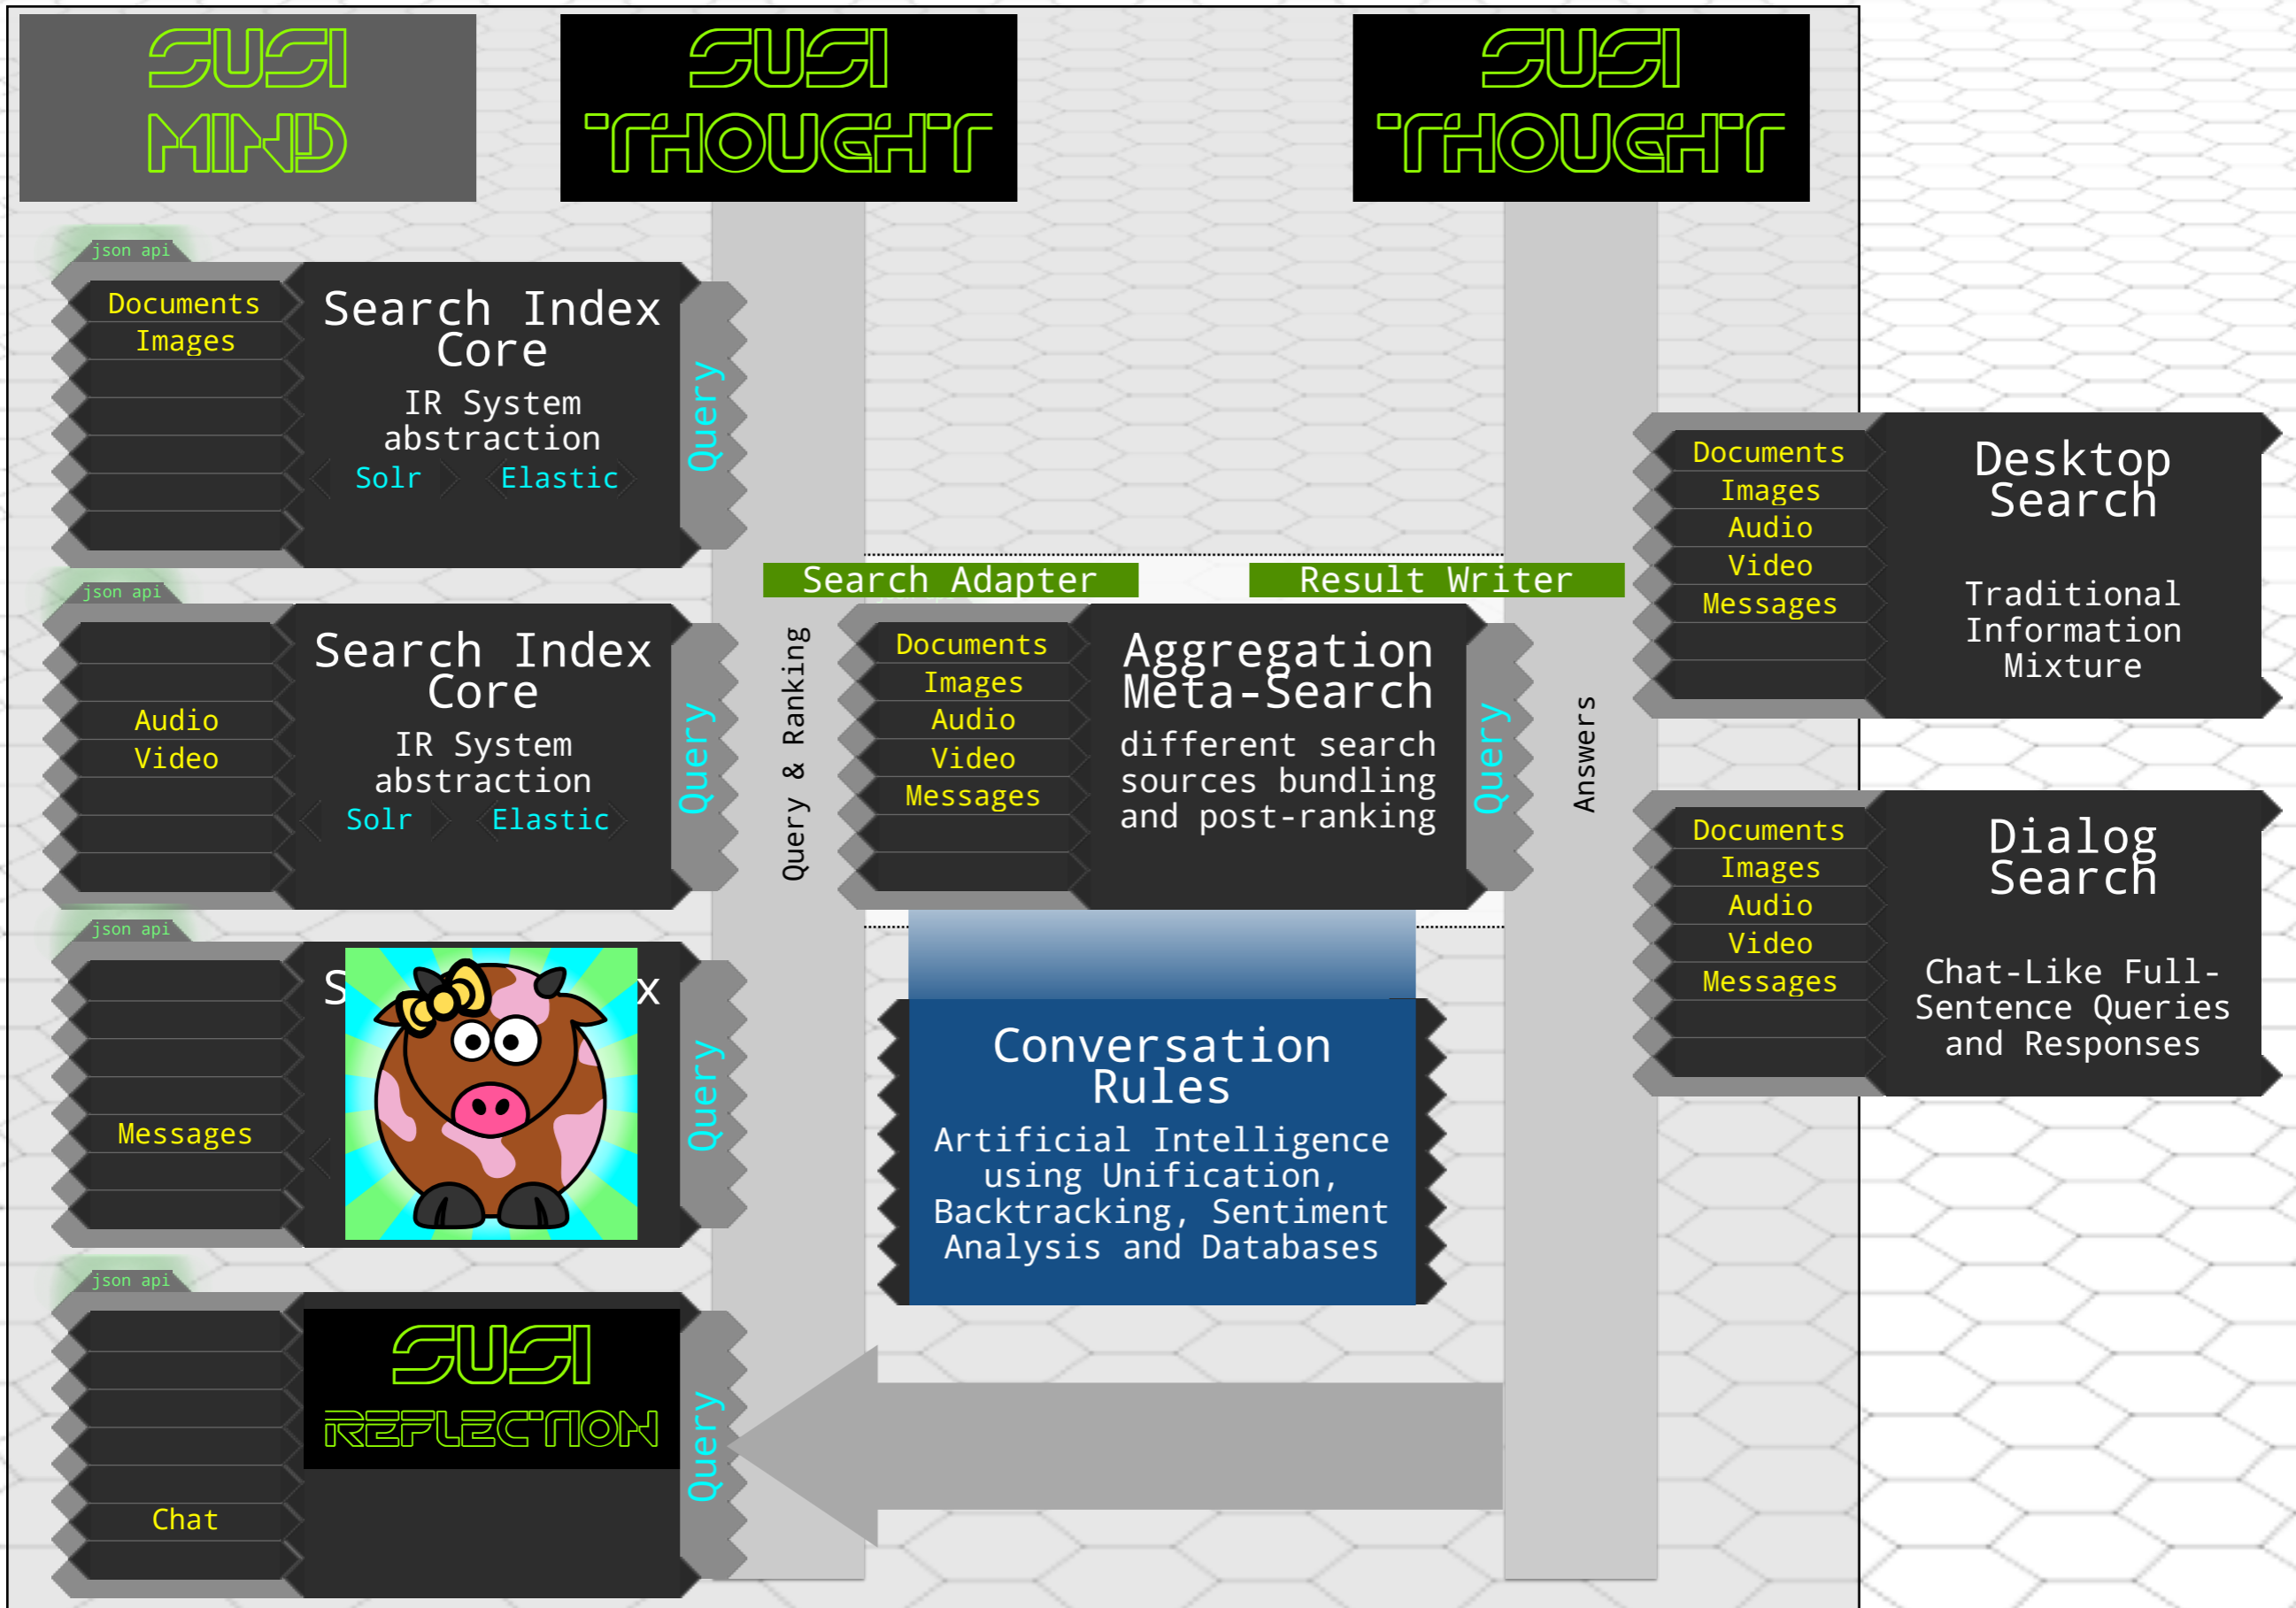 SUSI
MIND
SUSI
THOUGHT
SUSI
THOUGHT
json api
Documents
Images
Search Index
Core
IR System
abstraction
Solr
Elastic
Query
json api
Audio
Video
Search Index
Core
IR System
abstraction
Solr
Elastic
Query
json api
Messages
S
x
Query
json api
Chat
SUSI
REFLECTION
Query
Query & Ranking
Search Adapter
Result Writer
Documents
Images
Audio
Video
Messages
Aggregation
Meta-Search
different search
sources bundling
and post-ranking
Query
Conversation
Rules
Artificial Intelligence
using Unification,
Backtracking, Sentiment
Analysis and Databases
Answers
Documents
Images
Audio
Video
Messages
Desktop
Search
Traditional
Information
Mixture
Documents
Images
Audio
Video
Messages
Dialog
Search
Chat-Like Full-
Sentence Queries
and Responses